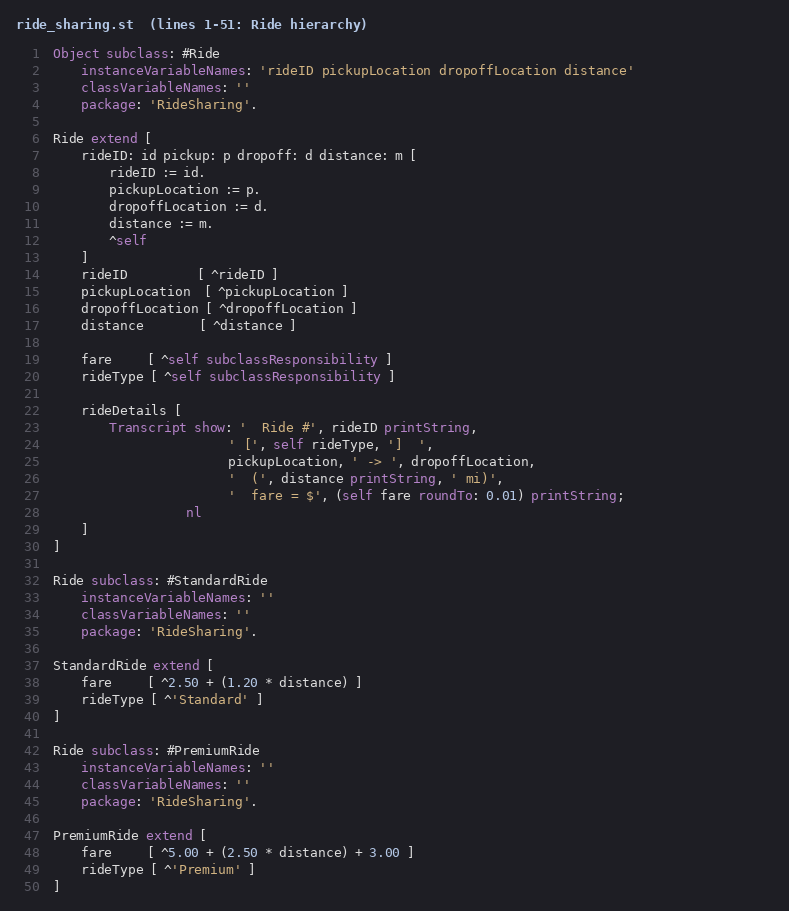 ride_sharing.st  (lines 1-51: Ride hierarchy)
1 Object subclass: #Ride
2     instanceVariableNames: 'rideID pickupLocation dropoffLocation distance'
3     classVariableNames: ''
4     package: 'RideSharing'.
5
6 Ride extend [
7     rideID: id pickup: p dropoff: d distance: m [
8         rideID := id.
9         pickupLocation := p.
10         dropoffLocation := d.
11         distance := m.
12         ^self
13     ]
14     rideID          [ ^rideID ]
15     pickupLocation  [ ^pickupLocation ]
16     dropoffLocation [ ^dropoffLocation ]
17     distance        [ ^distance ]
18
19     fare     [ ^self subclassResponsibility ]
20     rideType [ ^self subclassResponsibility ]
21
22     rideDetails [
23         Transcript show: '  Ride #', rideID printString,
24                          ' [', self rideType, ']  ',
25                          pickupLocation, ' -> ', dropoffLocation,
26                          '  (', distance printString, ' mi)',
27                          '  fare = $', (self fare roundTo: 0.01) printString;
28                    nl
29     ]
30 ]
31
32 Ride subclass: #StandardRide
33     instanceVariableNames: ''
34     classVariableNames: ''
35     package: 'RideSharing'.
36
37 StandardRide extend [
38     fare     [ ^2.50 + (1.20 * distance) ]
39     rideType [ ^'Standard' ]
40 ]
41
42 Ride subclass: #PremiumRide
43     instanceVariableNames: ''
44     classVariableNames: ''
45     package: 'RideSharing'.
46
47 PremiumRide extend [
48     fare     [ ^5.00 + (2.50 * distance) + 3.00 ]
49     rideType [ ^'Premium' ]
50 ]